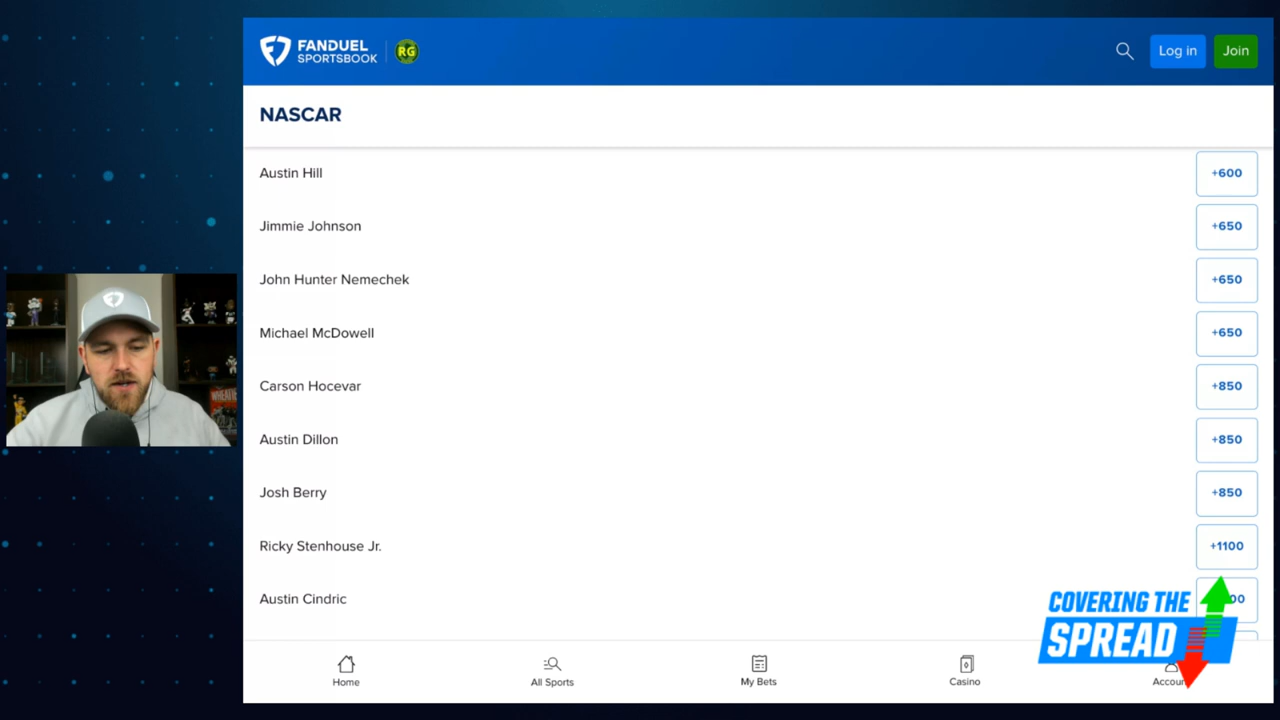 FANDUEL
SPORTSBOOK
RG
Log in
Join
NASCAR
Austin Hill
+600
Jimmie Johnson
+650
John Hunter Nemechek
+650
Michael McDowell
+650
Carson Hocevar
+850
Austin Dillon
+850
Josh Berry
+850
Ricky Stenhouse Jr.
+1100
Austin Cindric
COVERING THE
SPREAD
Home
All Sports
My Bets
Casino
WHEATIES